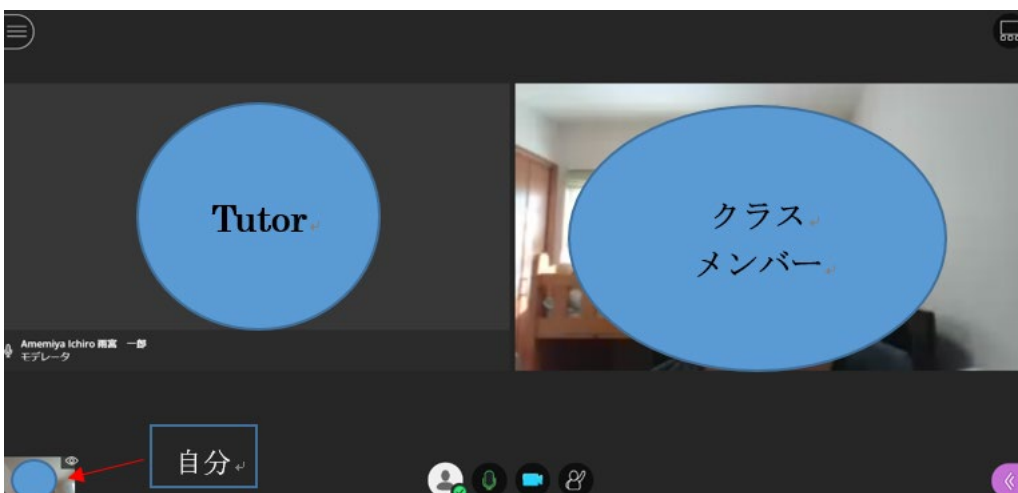 Tutor
クラス
メンバー
Amemiya Ichiro 雨宮 一郎
モデレータ
自分